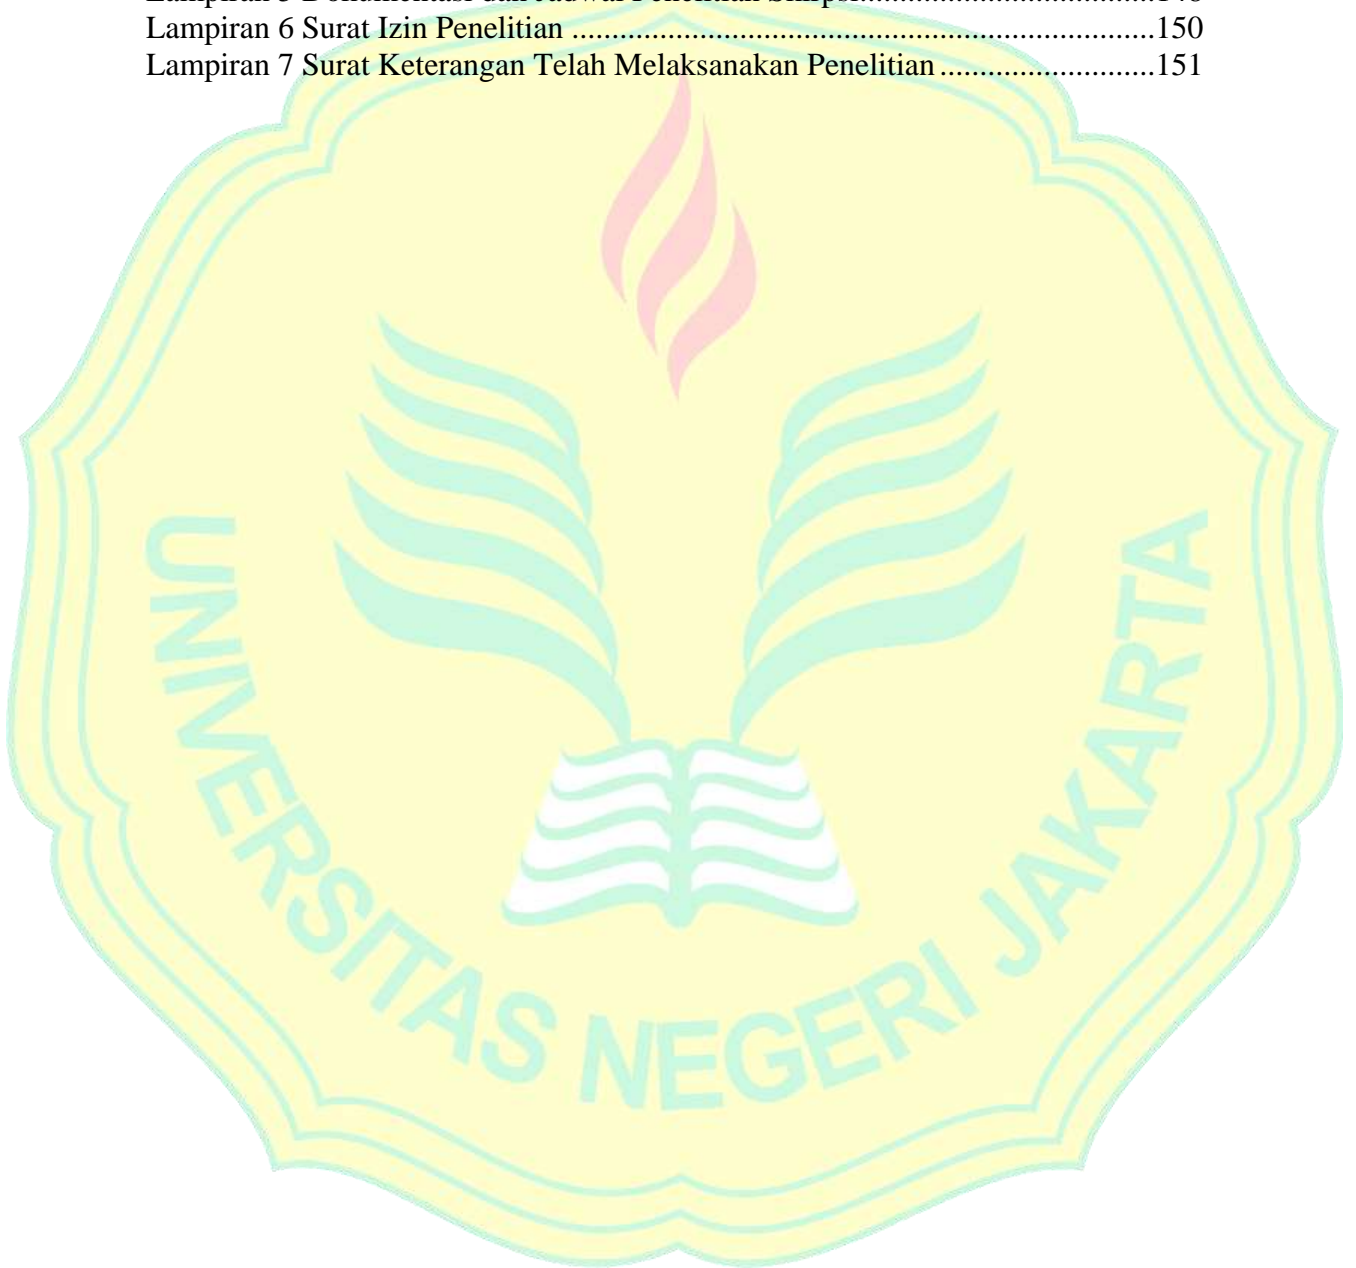 Lampiran 6 Surat Izin Penelitian ........................................................................150
Lampiran 7 Surat Keterangan Telah Melaksanakan Penelitian..........................151
UNIVERSITAS NEGERI JAKARTA